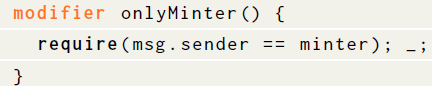 modifier onlyMinter() {
  require(msg.sender == minter); _;
}